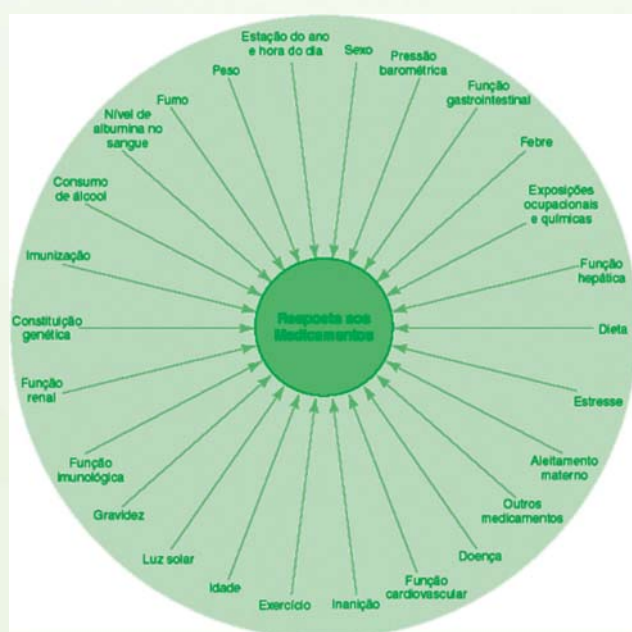 Estação do ano
e hora do dia
Sexo
Pressão
barométrica
Função
gastrointestinal
Febre
Exposições
ocupacionais
e químicas
Função
hepática
Dieta
Estresse
Aleitamento
materno
Outros
medicamentos
Doença
Função
cardiovascular
Inanição
Exercício
Idade
Luz solar
Gravidez
Função
imunológica
Função
renal
Constituição
genética
Imunização
Consumo
de álcool
Nível de
albumina no
sangue
Fumo
Peso
Resposta aos
Medicamentos